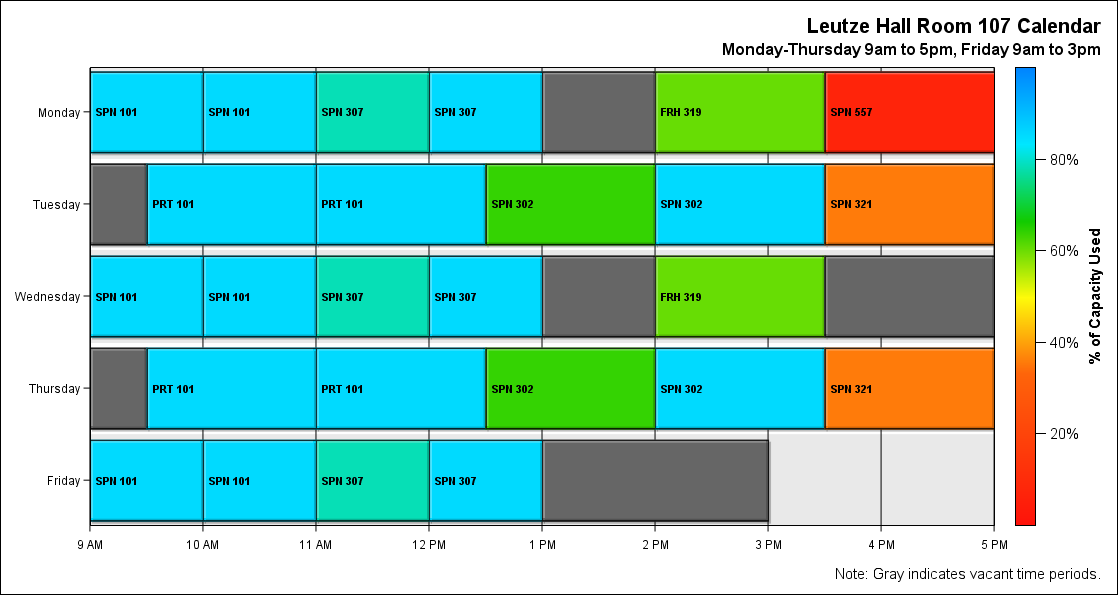 Leutze Hall Room 107 Calendar
Monday-Thursday 9am to 5pm, Friday 9am to 3pm
Monday SPN 101 SPN 101 SPN 307 SPN 307 FRH 319 SPN 557
Tuesday PRT 101 PRT 101 SPN 302 SPN 302 SPN 321
Wednesday SPN 101 SPN 101 SPN 307 SPN 307 FRH 319
Thursday PRT 101 PRT 101 SPN 302 SPN 302 SPN 321
Friday SPN 101 SPN 101 SPN 307 SPN 307
9 AM 10 AM 11 AM 12 PM 1 PM 2 PM 3 PM 4 PM 5 PM
80%
60%
40%
20%
% of Capacity Used
Note: Gray indicates vacant time periods.